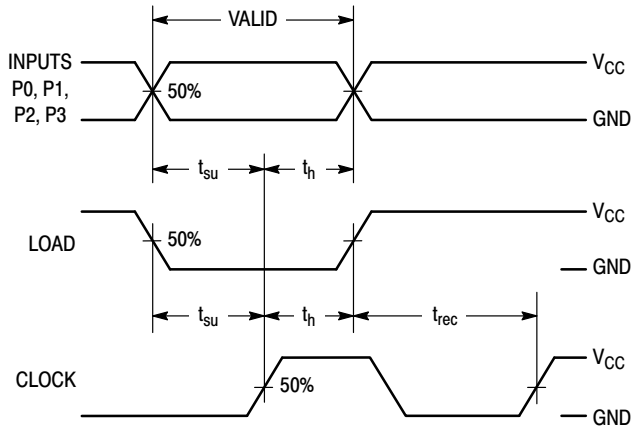 VALID
INPUTS
P0, P1,
P2, P3
50%
VCC
GND
tsu
th
LOAD
50%
VCC
GND
tsu
th
trec
CLOCK
50%
VCC
GND